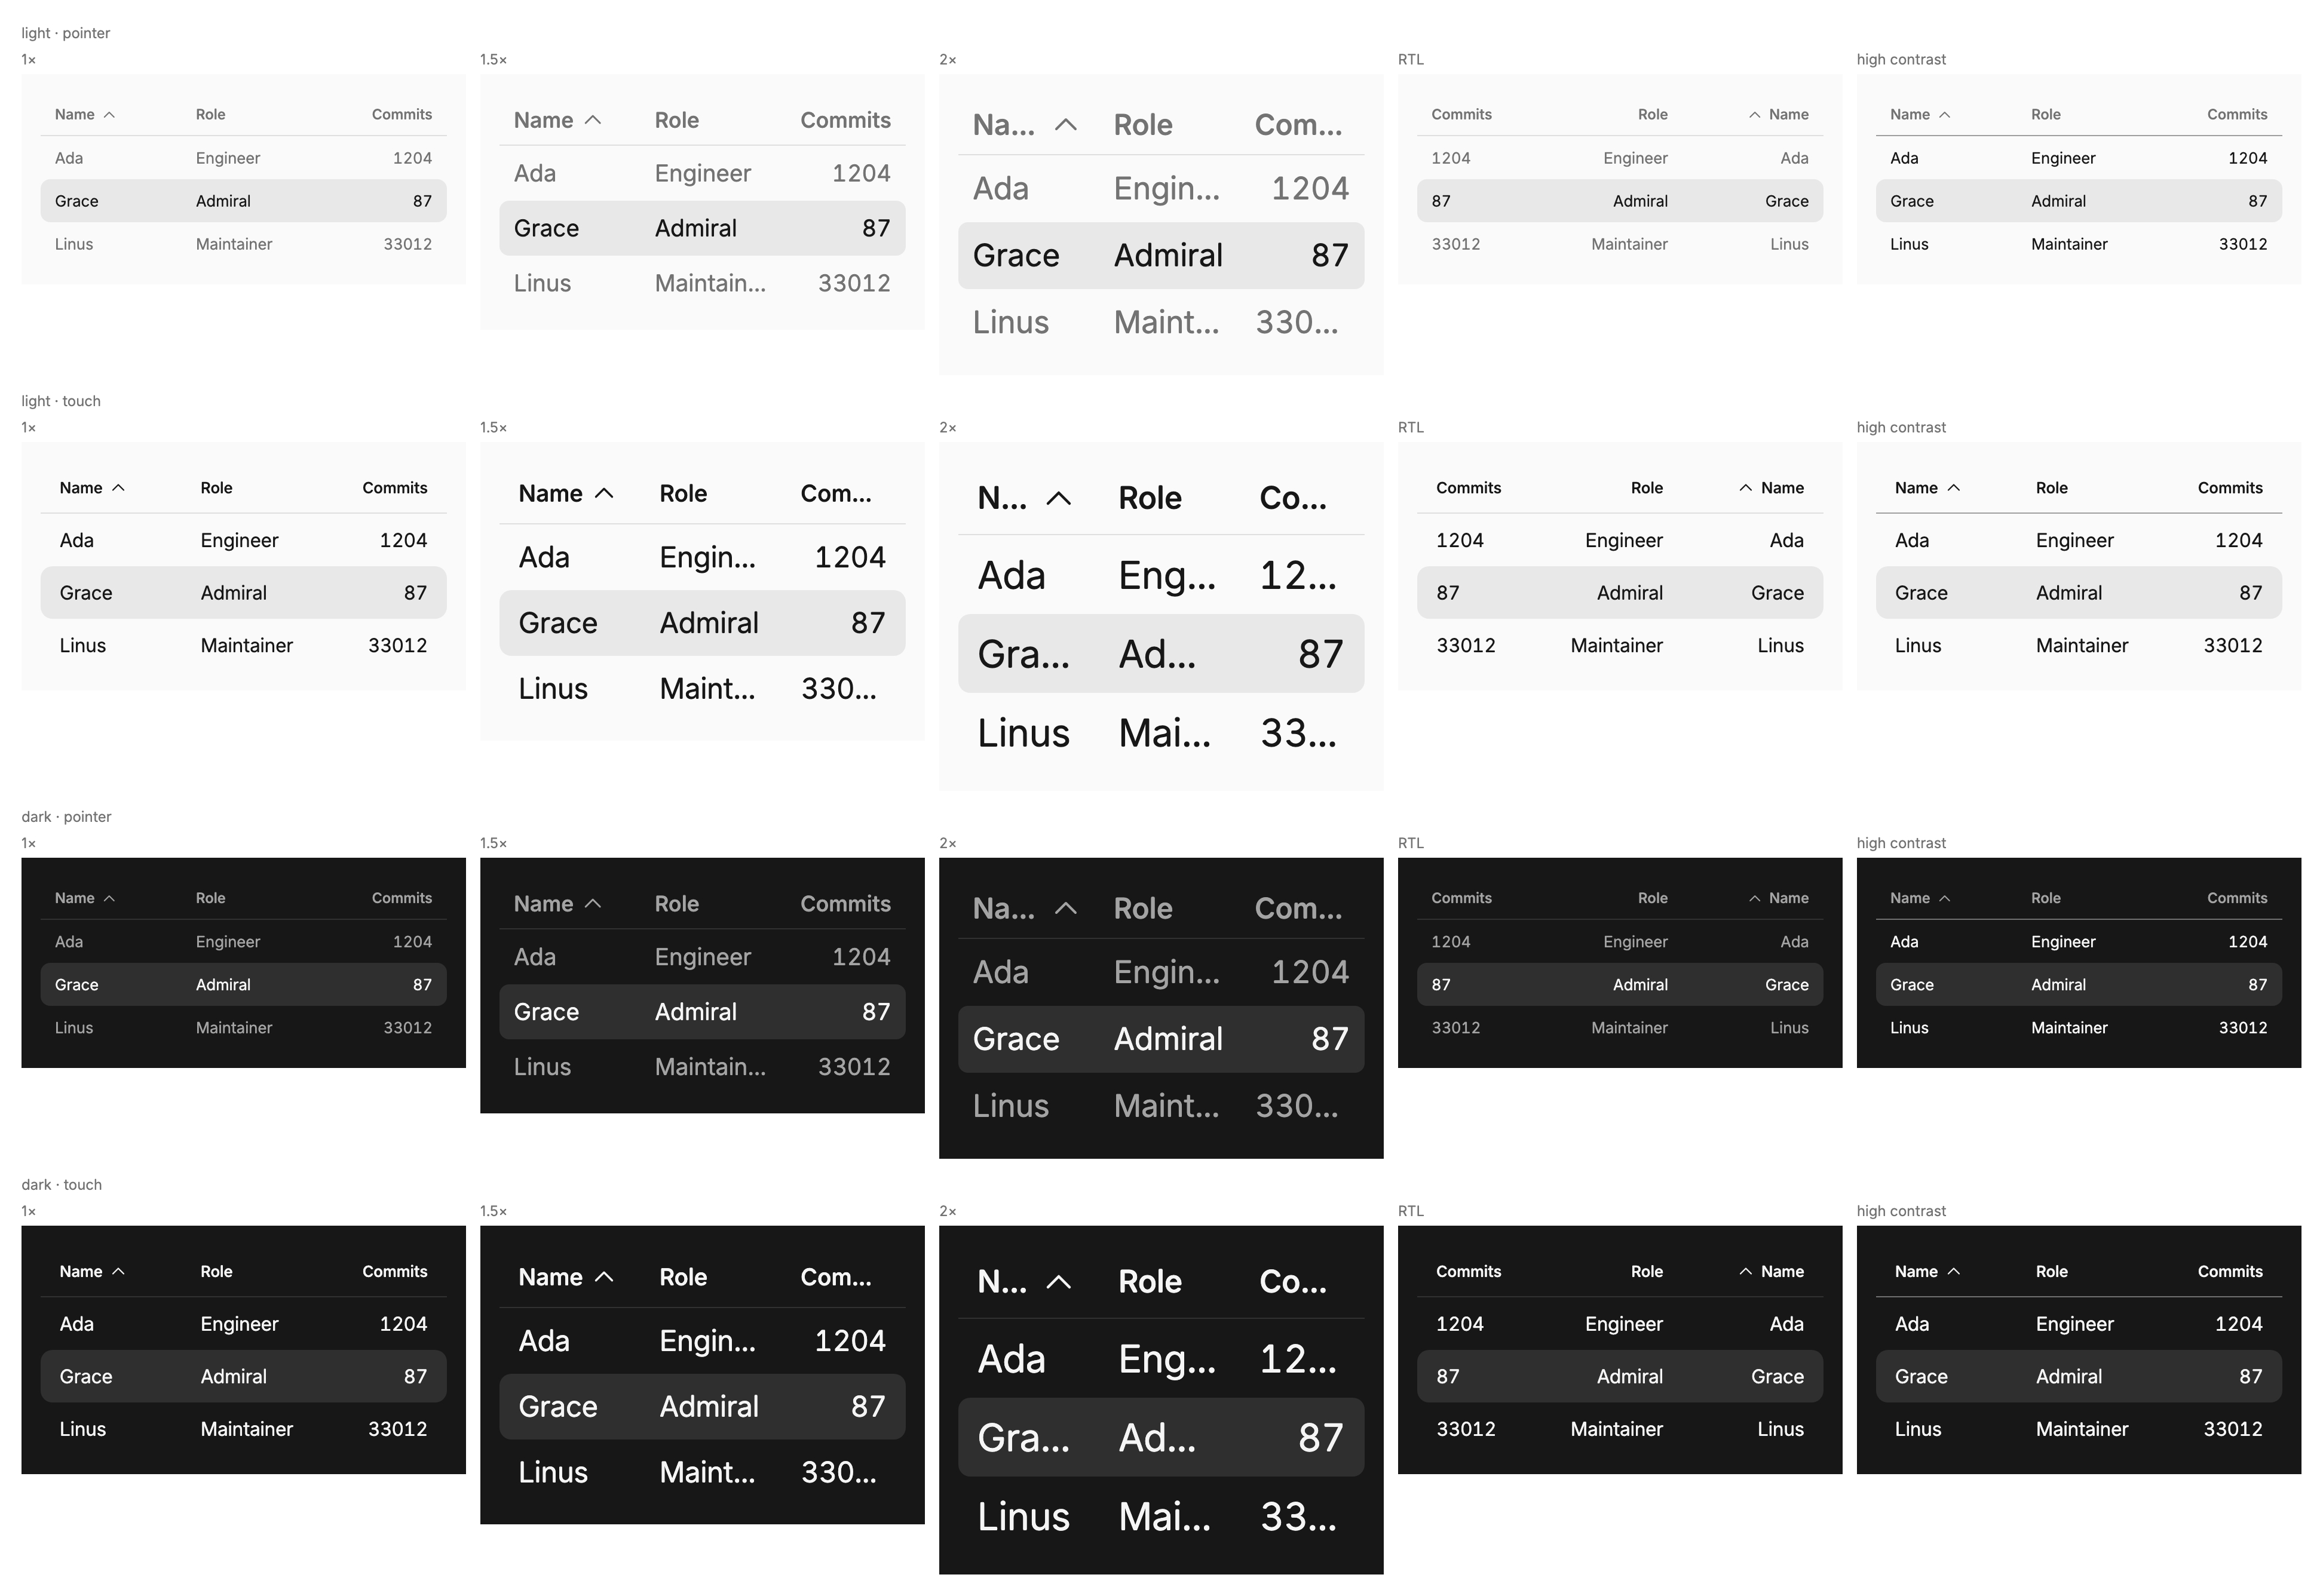 light · pointer
1× 1.5× 2× RTL high contrast
Name Role Commits Name Role Commits Na... Role Com... Commits Role Name Name Role Commits
Ada Engineer 1204 Ada Engineer 1204 Ada Engin... 1204 1204 Engineer Ada Ada Engineer 1204
Grace Admiral 87 Grace Admiral 87 Grace Admiral 87 87 Admiral Grace Grace Admiral 87
Linus Maintainer 33012 Linus Maintain... 33012 Linus Maint... 330... 33012 Maintainer Linus Linus Maintainer 33012
light · touch
1× 1.5× 2× RTL high contrast
Name Role Commits Name Role Com... N... Role Co... Commits Role Name Name Role Commits
Ada Engineer 1204 Ada Engin... 1204 Ada Eng... 12... 1204 Engineer Ada Ada Engineer 1204
Grace Admiral 87 Grace Admiral 87 Gra... Ad... 87 87 Admiral Grace Grace Admiral 87
Linus Maintainer 33012 Linus Maint... 330... Linus Mai... 33... 33012 Maintainer Linus Linus Maintainer 33012
dark · pointer
1× 1.5× 2× RTL high contrast
Name Role Commits Name Role Commits Na... Role Com... Commits Role Name Name Role Commits
Ada Engineer 1204 Ada Engineer 1204 Ada Engin... 1204 1204 Engineer Ada Ada Engineer 1204
Grace Admiral 87 Grace Admiral 87 Grace Admiral 87 87 Admiral Grace Grace Admiral 87
Linus Maintainer 33012 Linus Maintain... 33012 Linus Maint... 330... 33012 Maintainer Linus Linus Maintainer 33012
dark · touch
1× 1.5× 2× RTL high contrast
Name Role Commits Name Role Com... N... Role Co... Commits Role Name Name Role Commits
Ada Engineer 1204 Ada Engin... 1204 Ada Eng... 12... 1204 Engineer Ada Ada Engineer 1204
Grace Admiral 87 Grace Admiral 87 Gra... Ad... 87 87 Admiral Grace Grace Admiral 87
Linus Maintainer 33012 Linus Maint... 330... Linus Mai... 33... 33012 Maintainer Linus Linus Maintainer 33012